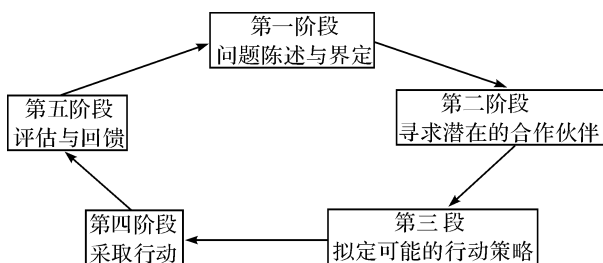 第一阶段
问题陈述与界定
第二阶段
寻求潜在的合作伙伴
第三 段
拟定可能的行动策略
第四阶段
采取行动
第五阶段
评估与回馈